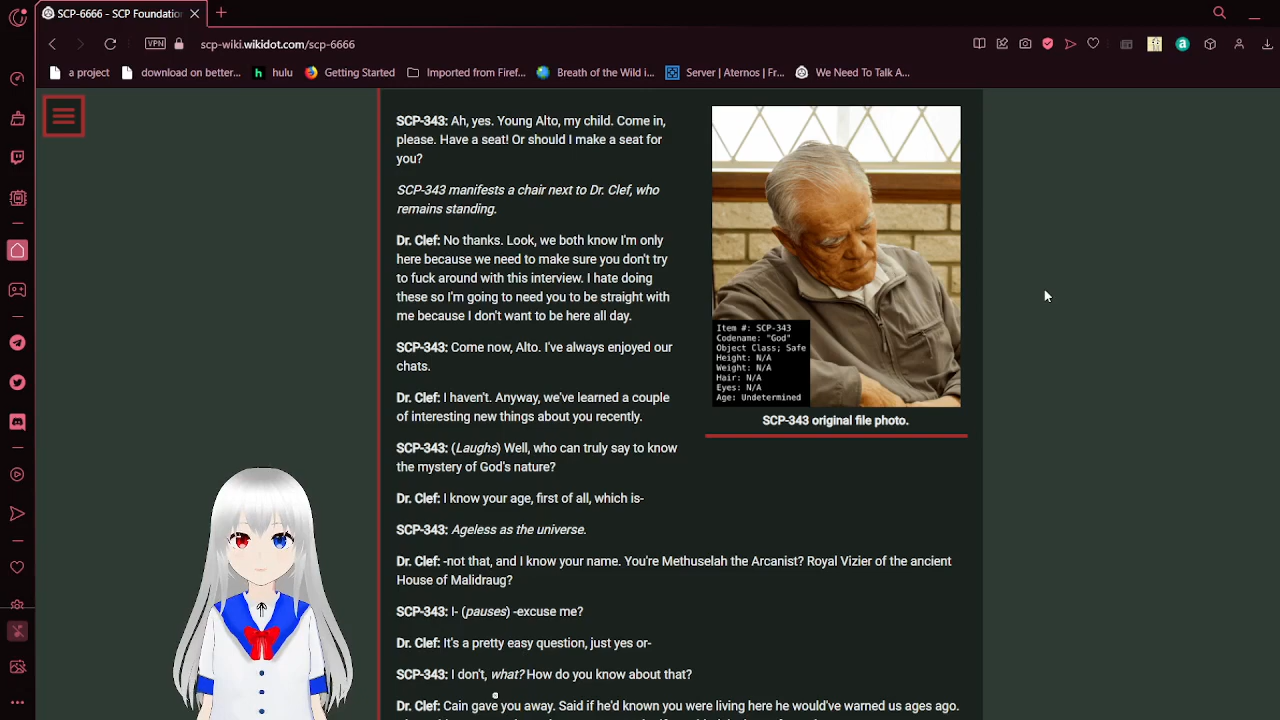 SCP-6666 - SCP Foundation
VPN
scp-wiki.wikidot.com/scp-6666
a project
download on better...
hulu
Getting Started
Imported from Firef...
Breath of the Wild i...
Server | Aternos | Fr...
We Need To Talk A...
SCP-343: Ah, yes. Young Alto, my child. Come in,
please. Have a seat! Or should I make a seat for
you?
SCP-343 manifests a chair next to Dr. Clef, who
remains standing.
Dr. Clef: No thanks. Look, we both know I'm only
here because we need to make sure you don't try
to fuck around with this interview. I hate doing
these so I'm going to need you to be straight with
me because I don't want to be here all day.
SCP-343: Come now, Alto. I've always enjoyed our
chats.
Dr. Clef: I haven't. Anyway, we've learned a couple
of interesting new things about you recently.
SCP-343: (Laughs) Well, who can truly say to know
the mystery of God's nature?
Dr. Clef: I know your age, first of all, which is-
SCP-343: Ageless as the universe.
Dr. Clef: -not that, and I know your name. You're Methuselah the Arcanist? Royal Vizier of the ancient
House of Malidraug?
SCP-343: I- (pauses) -excuse me?
Dr. Clef: It's a pretty easy question, just yes or-
SCP-343: I don't, what? How do you know about that?
Dr. Clef: Cain gave you away. Said if he'd known you were living here he would've warned us ages ago.
Item #: SCP-343
Codename: "God"
Object Class; Safe
Height: N/A
Weight: N/A
Hair: N/A
Eyes: N/A
Age: Undetermined
SCP-343 original file photo.